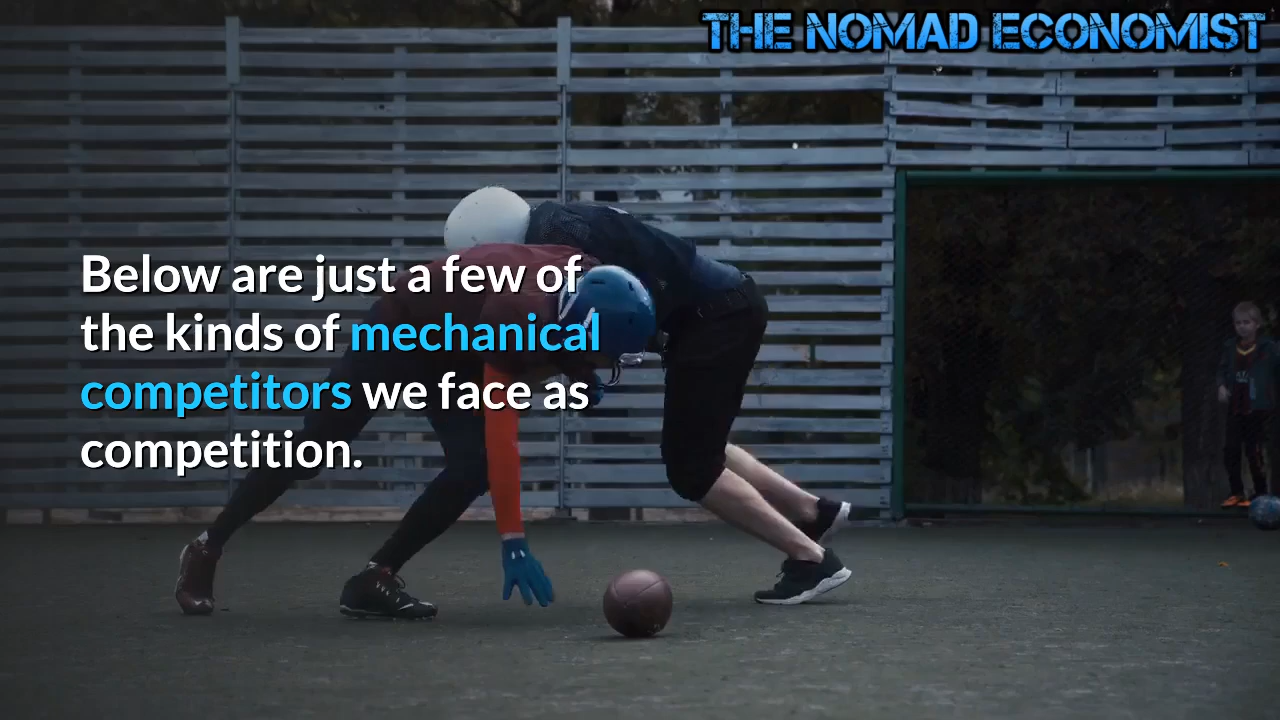 THE NOMAD ECONOMIST
Below are just a few of
the kinds of mechanical
competitors we face as
competition.